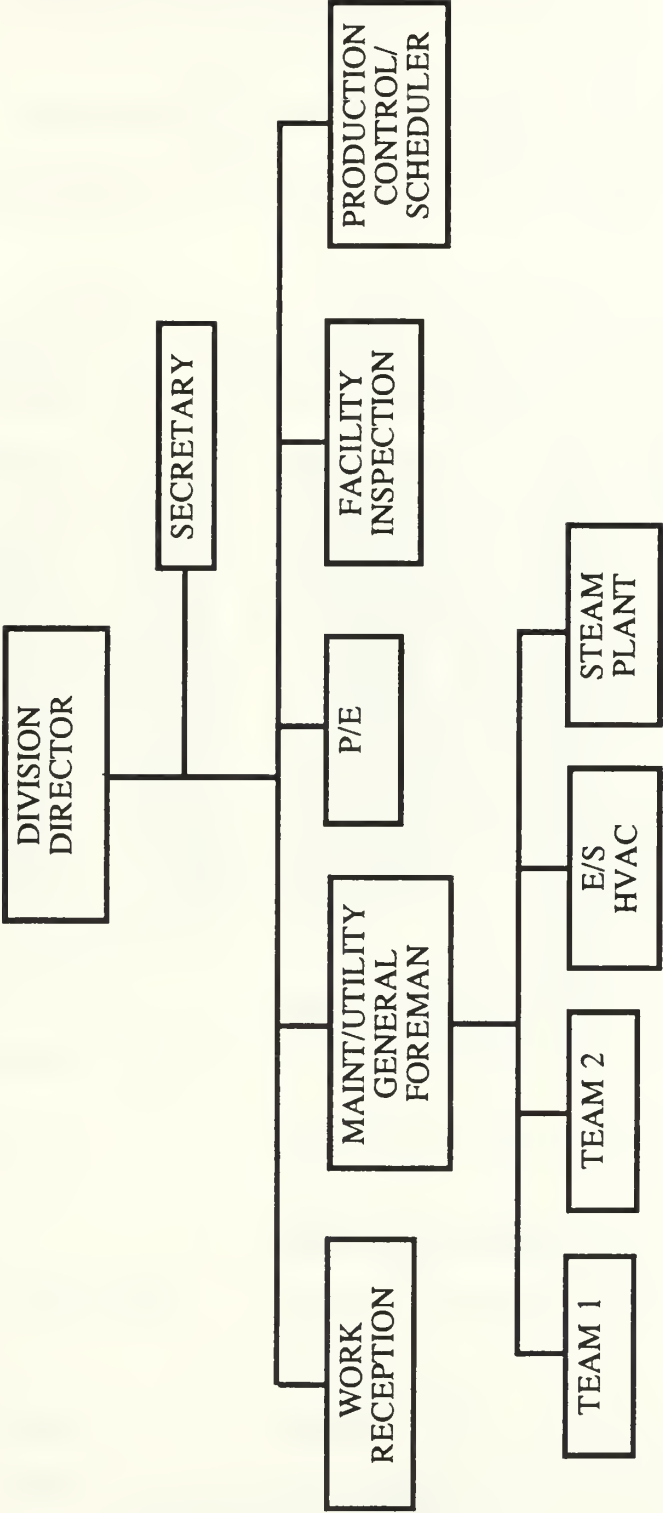 DIVISION
DIRECTOR
SECRETARY
WORK
RECEPTION
MAINT/UTILITY
GENERAL
FOREMAN
P/E
FACILITY
INSPECTION
PRODUCTION
CONTROL/
SCHEDULER
TEAM 1
TEAM 2
E/S
HVAC
STEAM
PLANT